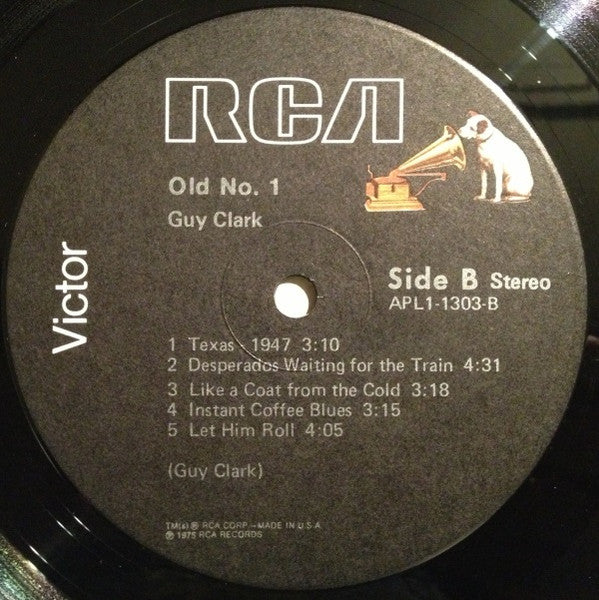 RCA
Old No. 1
Guy Clark
Victor
Side B Stereo
APL1-1303-B
1 Texas - 1947 3:10
2 Desperados Waiting for the Train 4:31
3 Like a Coat from the Cold 3:18
4 Instant Coffee Blues 3:15
5 Let Him Roll 4:05
(Guy Clark)
TM(s) ® RCA CORP.—MADE IN U.S.A.
℗ 1975 RCA RECORDS